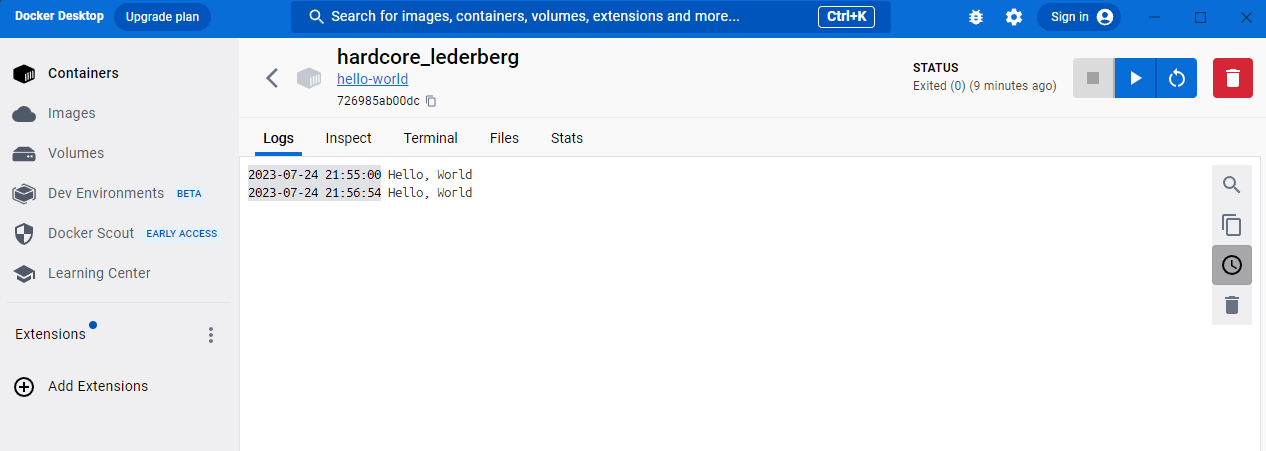 Docker Desktop Upgrade plan Search for images, containers, volumes, extensions and more... Ctrl+K Sign in
Containers
Images
Volumes
Dev Environments BETA
Docker Scout EARLY ACCESS
Learning Center
Extensions
Add Extensions
hardcore_lederberg
hello-world
726985ab00dc
STATUS
Exited (0) (9 minutes ago)
Logs Inspect Terminal Files Stats
2023-07-24 21:55:00 Hello, World
2023-07-24 21:56:54 Hello, World